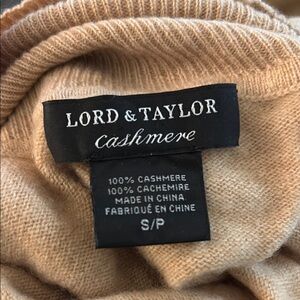 LORD & TAYLOR
cashmere
100% CASHMERE
100% CACHEMIRE
MADE IN CHINA
FABRIQUÉ EN CHINE
S/P